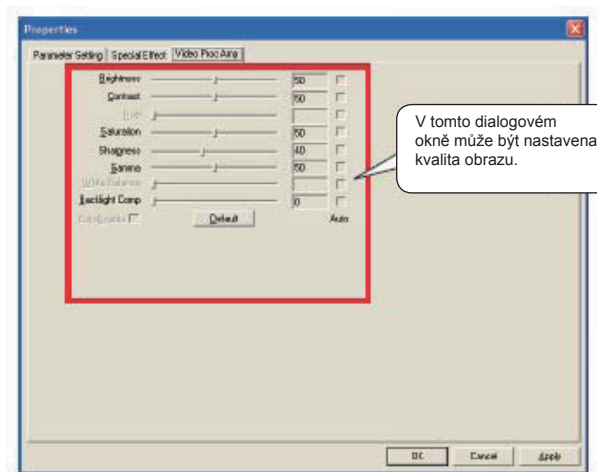 Properties
Parameter Setting Special Effect Video Proc Amp
Brightness 50
Contrast 50
Hue
Saturation 50
Sharpness 40
Gamma 50
White Balance
Backlight Comp 0
Default Auto
V tomto dialogovém
okně může být nastavena
kvalita obrazu.
OK Cancel Apply